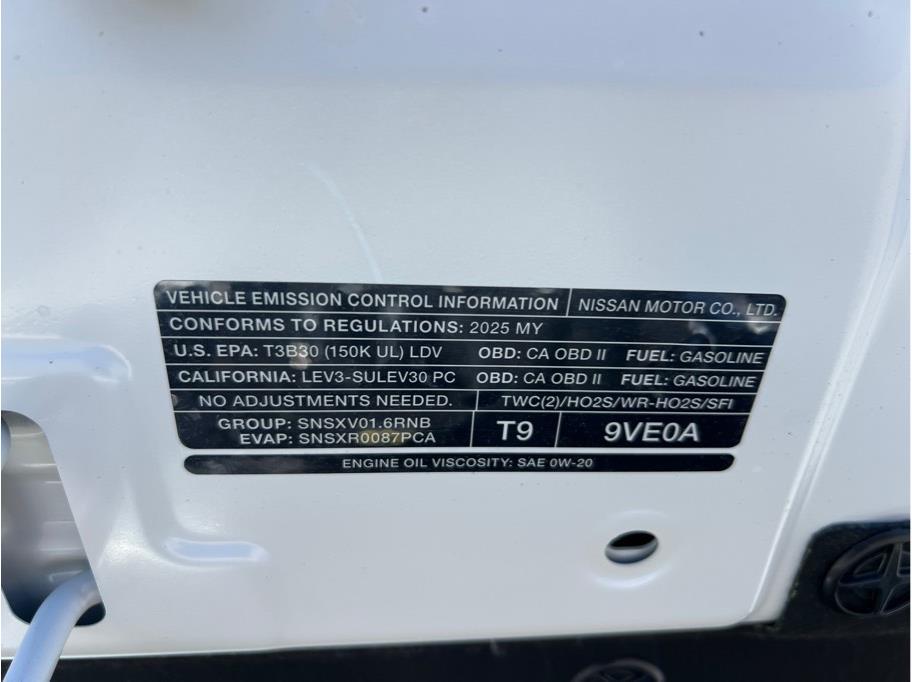 VEHICLE EMISSION CONTROL INFORMATION NISSAN MOTOR CO., LTD.
CONFORMS TO REGULATIONS: 2025 MY
U.S. EPA: T3B30 (150K UL) LDV OBD: CA OBD II FUEL: GASOLINE
CALIFORNIA: LEV3-SULEV30 PC OBD: CA OBD II FUEL: GASOLINE
NO ADJUSTMENTS NEEDED. TWC(2)/HO2S/WR-HO2S/SFI
GROUP: SNSXV01.6RNB
EVAP: SNSXR0087PCA
T9 9VE0A
ENGINE OIL VISCOSITY: SAE 0W-20